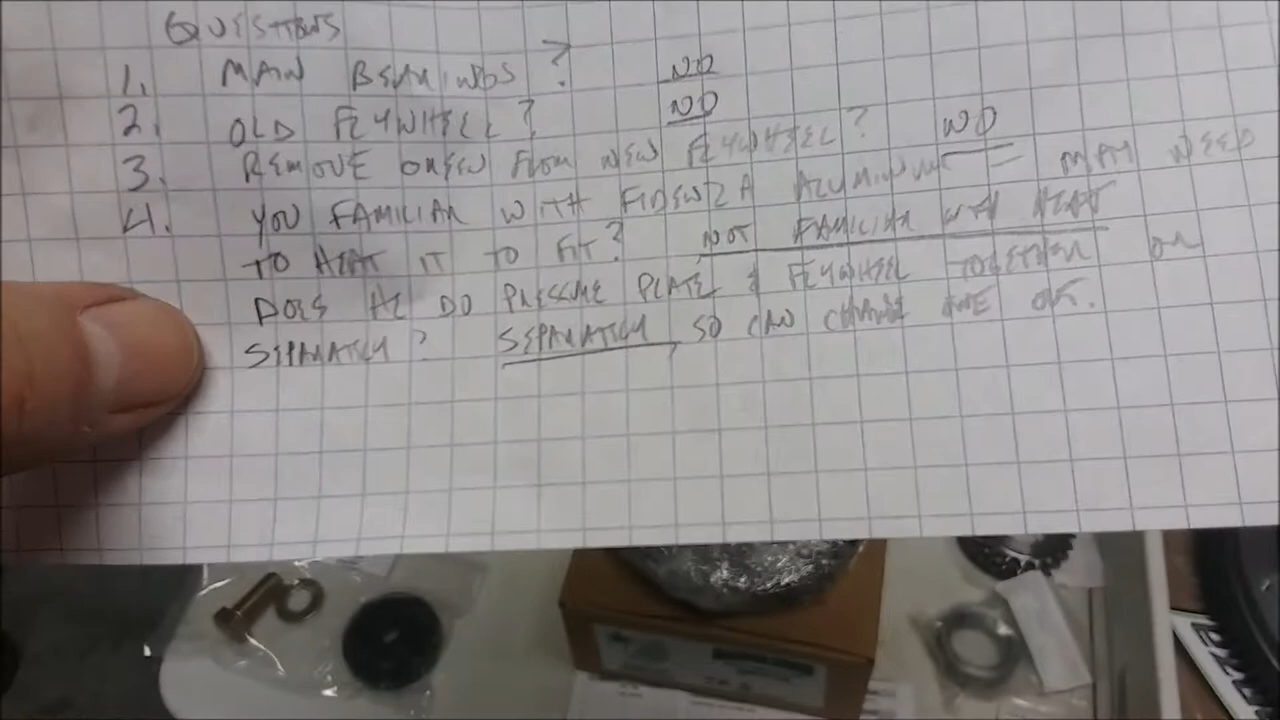 QUESTIONS
1. MAIN BEARINGS? NO
2. OLD FLYWHEEL? NO
3. REMOVE FROM NEW FLYWHEEL? NO
4. YOU FAMILIAR WITH FIDENZA ALUMINUM = MAY NEED
TO HEAT IT TO FIT? NOT FAMILIAR WITH HEAT
DOES HE DO PRESSURE PLATE & FLYWHEEL TOGETHER OR
SEPARATELY? SEPARATELY SO CAN CHANGE ONE OUT.